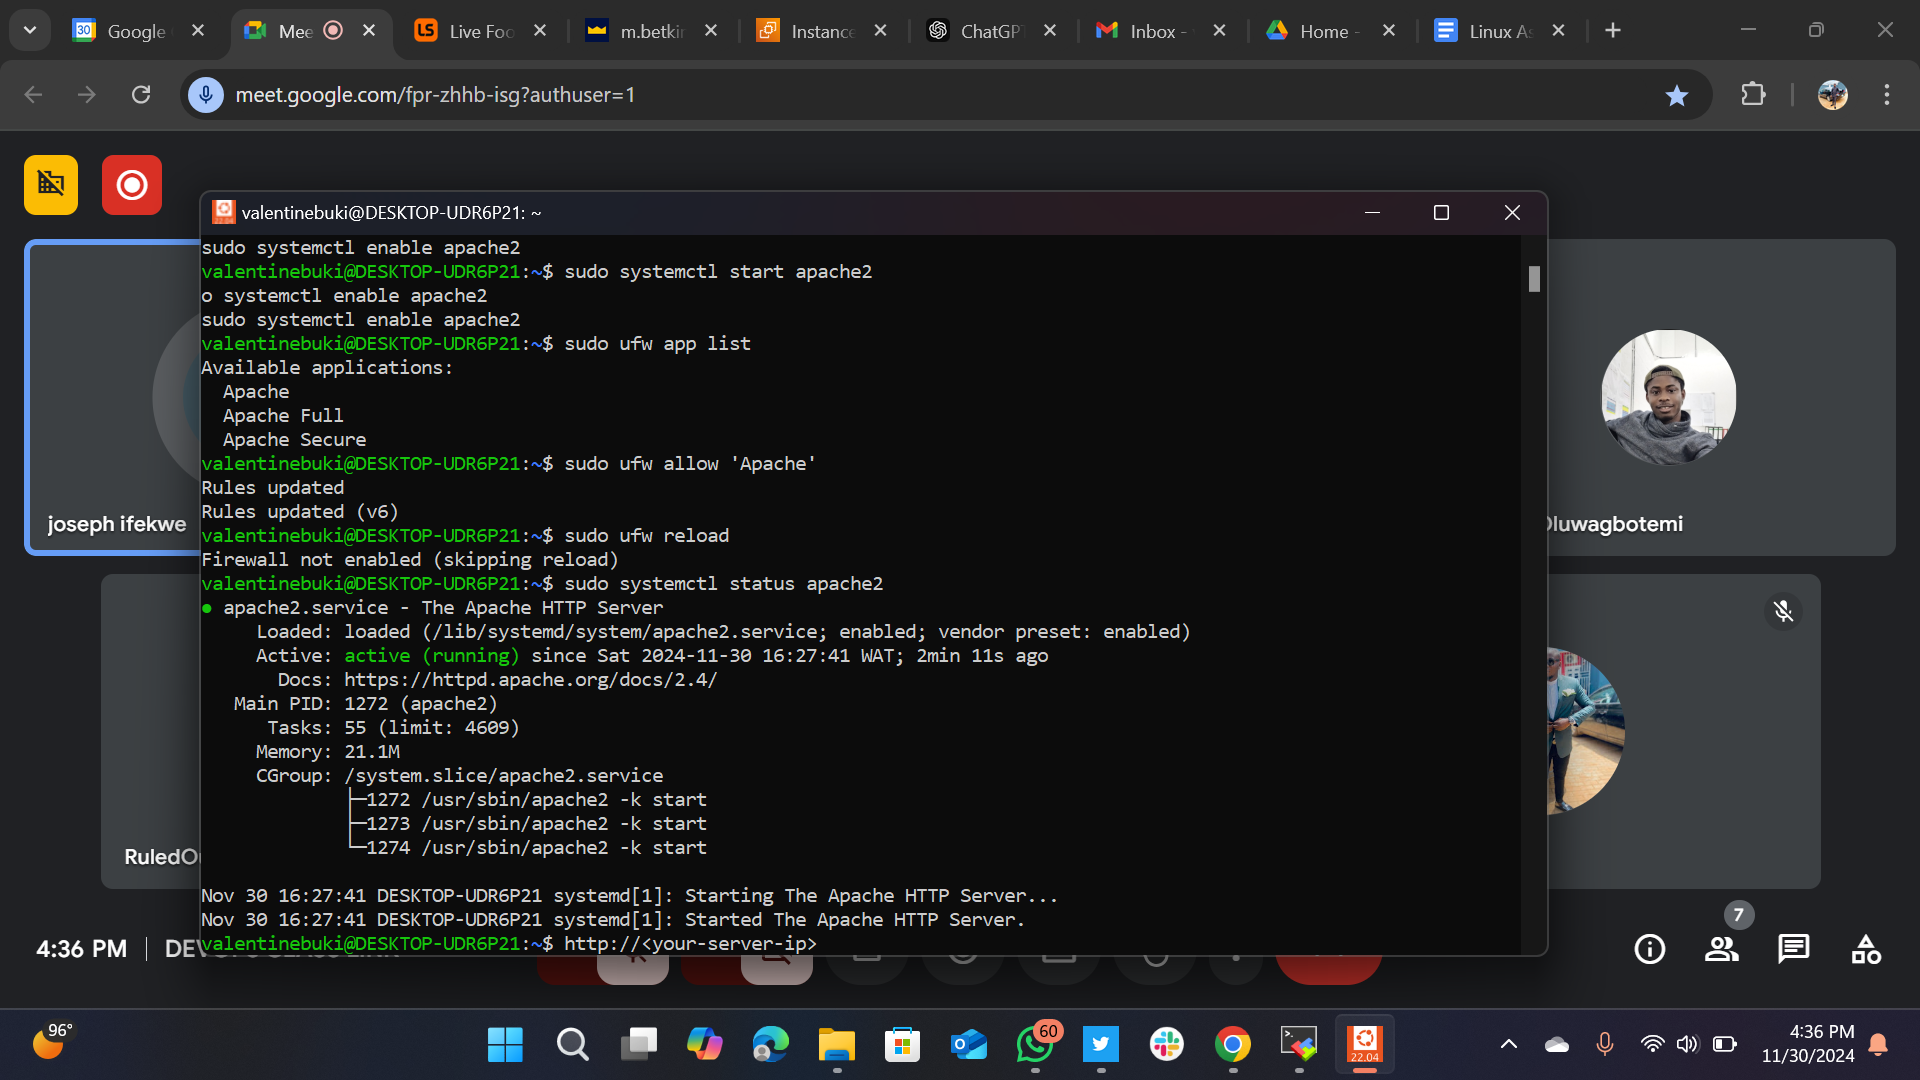 Google
Mee
Live Foo
m.betkin
Instance
ChatGPT
Inbox -
Home -
Linux As
meet.google.com/fpr-zhhb-isg?authuser=1
valentinebuki@DESKTOP-UDR6P21: ~
sudo systemctl enable apache2
valentinebuki@DESKTOP-UDR6P21:~$ sudo systemctl start apache2
o systemctl enable apache2
sudo systemctl enable apache2
valentinebuki@DESKTOP-UDR6P21:~$ sudo ufw app list
Available applications:
Apache
Apache Full
Apache Secure
valentinebuki@DESKTOP-UDR6P21:~$ sudo ufw allow 'Apache'
Rules updated
Rules updated (v6)
valentinebuki@DESKTOP-UDR6P21:~$ sudo ufw reload
Firewall not enabled (skipping reload)
valentinebuki@DESKTOP-UDR6P21:~$ sudo systemctl status apache2
● apache2.service - The Apache HTTP Server
Loaded: loaded (/lib/systemd/system/apache2.service; enabled; vendor preset: enabled)
Active: active (running) since Sat 2024-11-30 16:27:41 WAT; 2min 11s ago
Docs: https://httpd.apache.org/docs/2.4/
Main PID: 1272 (apache2)
Tasks: 55 (limit: 4609)
Memory: 21.1M
CGroup: /system.slice/apache2.service
├─1272 /usr/sbin/apache2 -k start
├─1273 /usr/sbin/apache2 -k start
└─1274 /usr/sbin/apache2 -k start
Nov 30 16:27:41 DESKTOP-UDR6P21 systemd[1]: Starting The Apache HTTP Server...
Nov 30 16:27:41 DESKTOP-UDR6P21 systemd[1]: Started The Apache HTTP Server.
valentinebuki@DESKTOP-UDR6P21:~$ http://<your-server-ip>
joseph ifekwe
Oluwagbotemi
RuledO
4:36 PM
7
96°
60
22.04
4:36 PM
11/30/2024